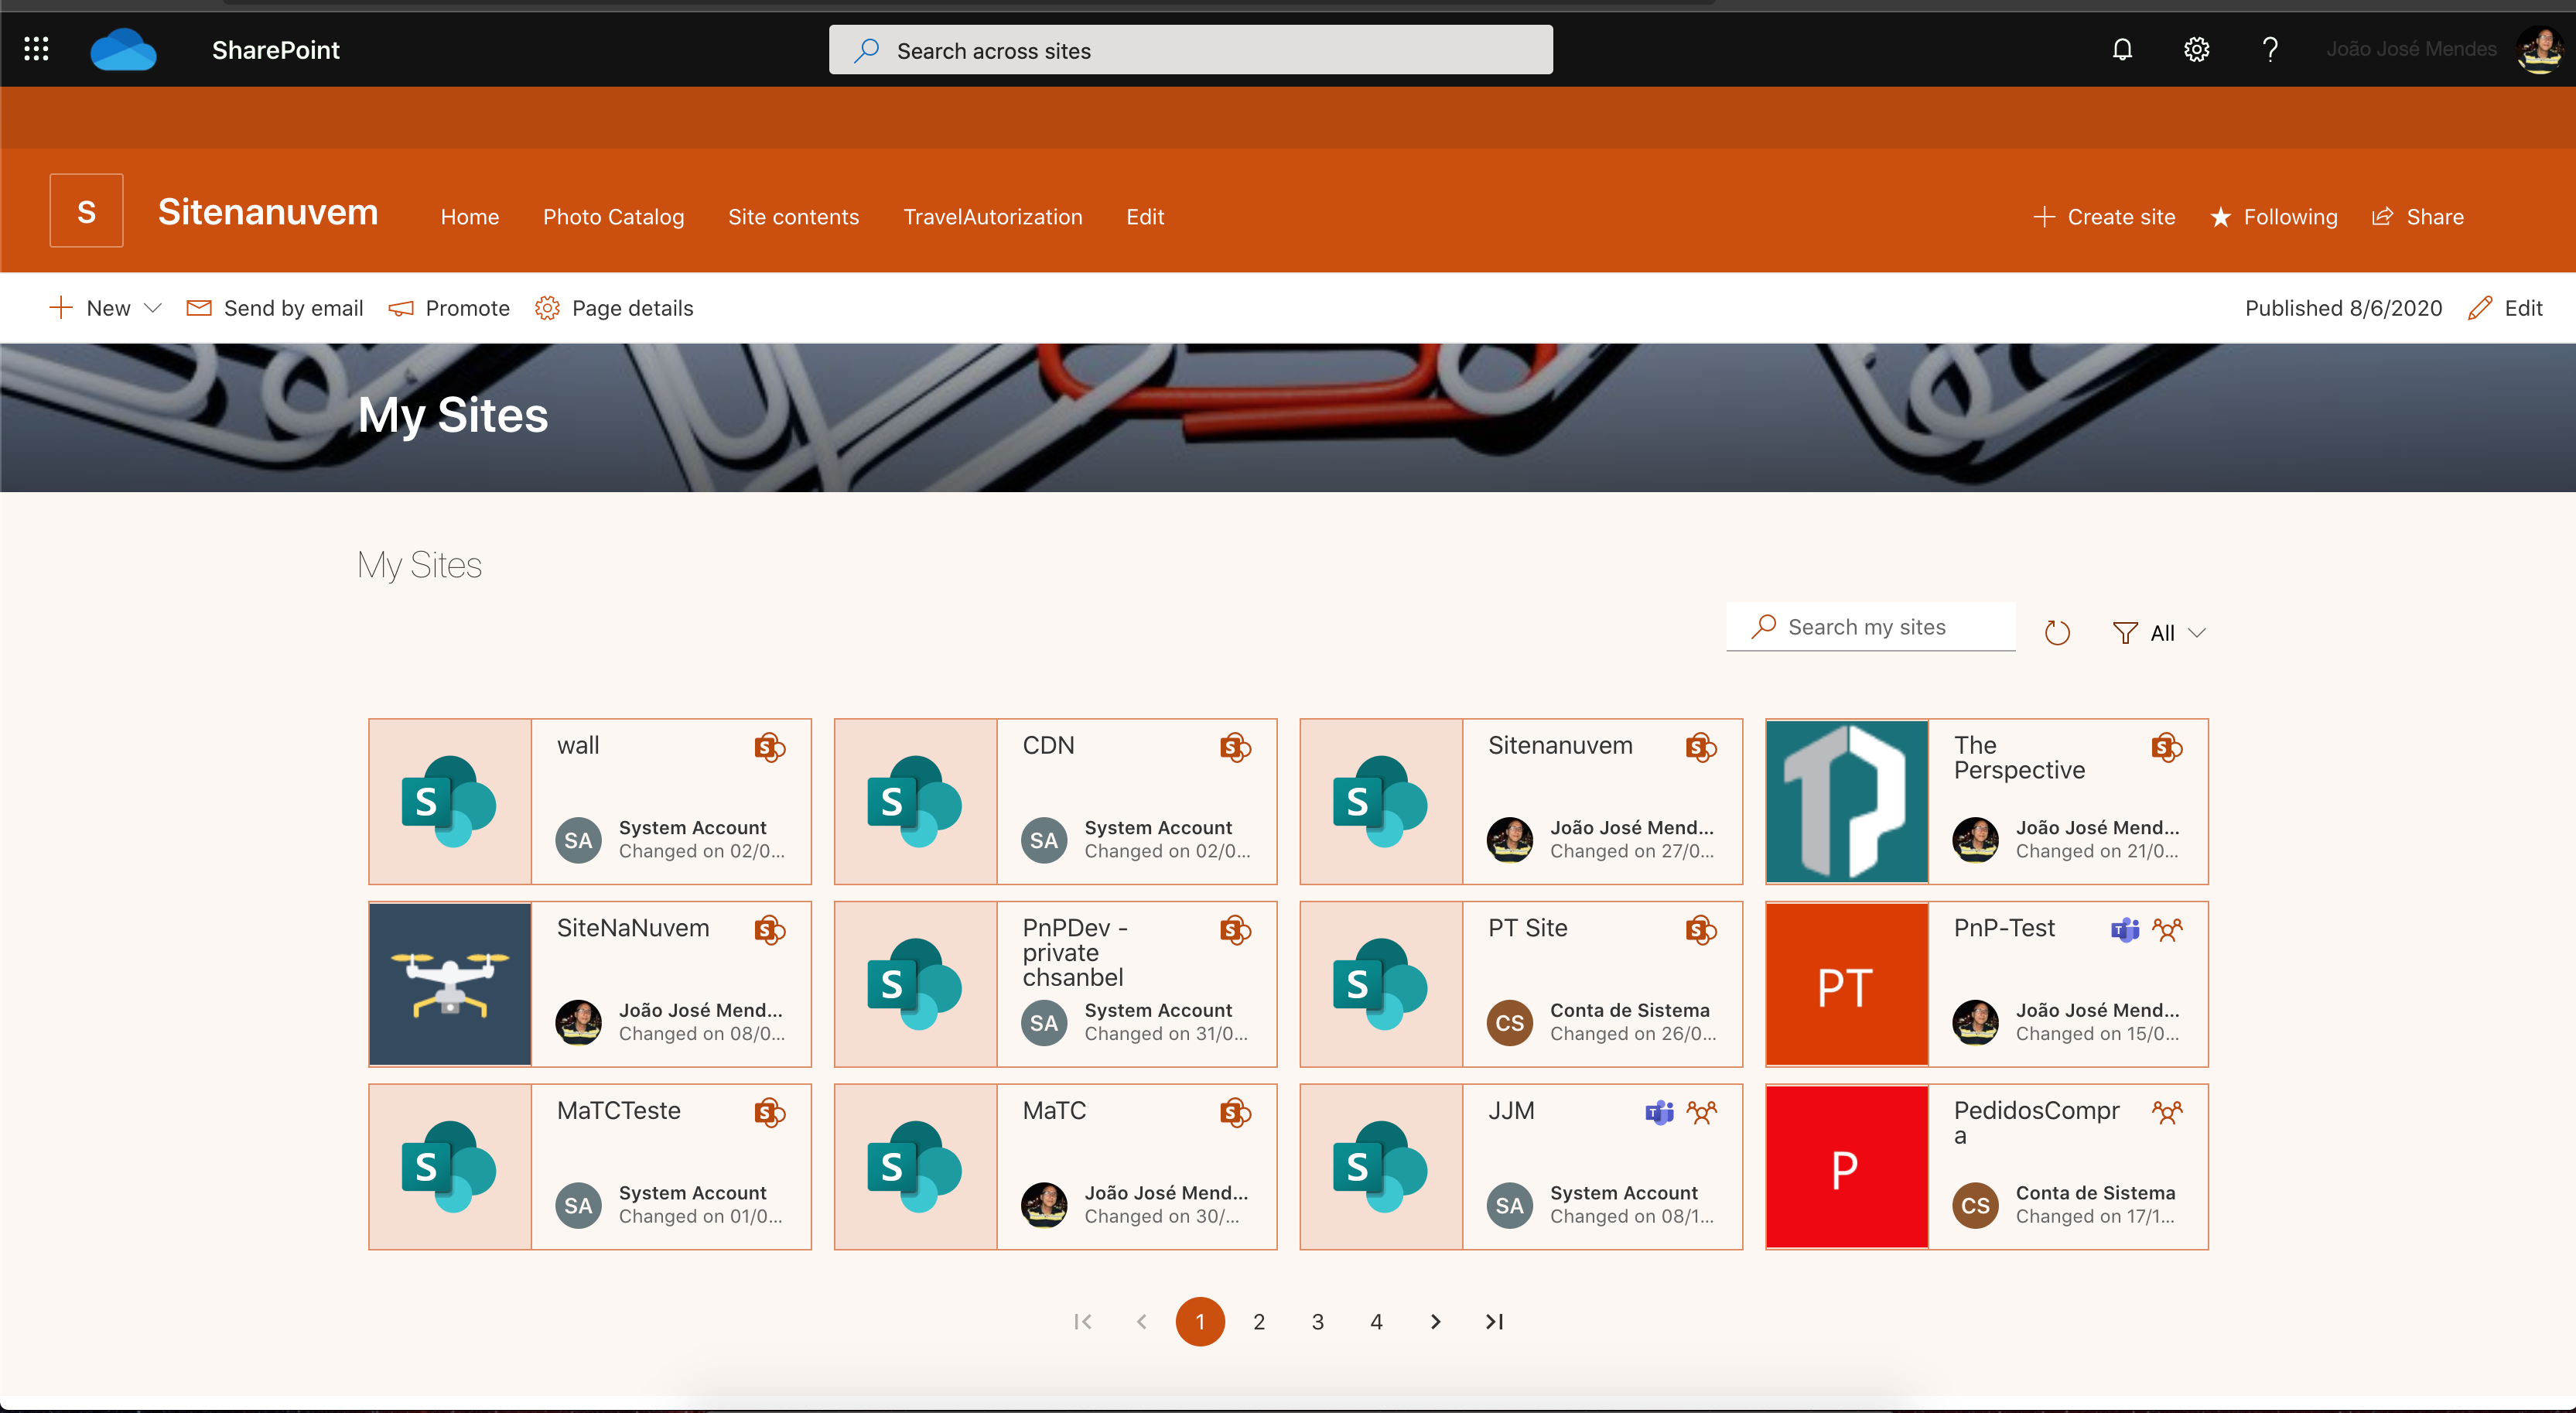 SharePoint
Search across sites
João José Mendes
S
Sitenanuvem
Home
Photo Catalog
Site contents
TravelAutorization
Edit
Create site
Following
Share
New
Send by email
Promote
Page details
Published 8/6/2020
Edit
My Sites
My Sites
Search my sites
All
S
wall
S
SA
System Account
Changed on 02/0...
S
CDN
S
SA
System Account
Changed on 02/0...
S
Sitenanuvem
S
João José Mend...
Changed on 27/0...
The
Perspective
S
João José Mend...
Changed on 21/0...
SiteNaNuvem
S
João José Mend...
Changed on 08/0...
S
PnPDev -
private
chsanbel
S
SA
System Account
Changed on 31/0...
S
PT Site
S
CS
Conta de Sistema
Changed on 26/0...
PT
PnP-Test
T
João José Mend...
Changed on 15/0...
S
MaTCTeste
S
SA
System Account
Changed on 01/0...
S
MaTC
S
João José Mend...
Changed on 30/...
S
JJM
T
SA
System Account
Changed on 08/1...
P
PedidosCompr
a
CS
Conta de Sistema
Changed on 17/1...
1
2
3
4